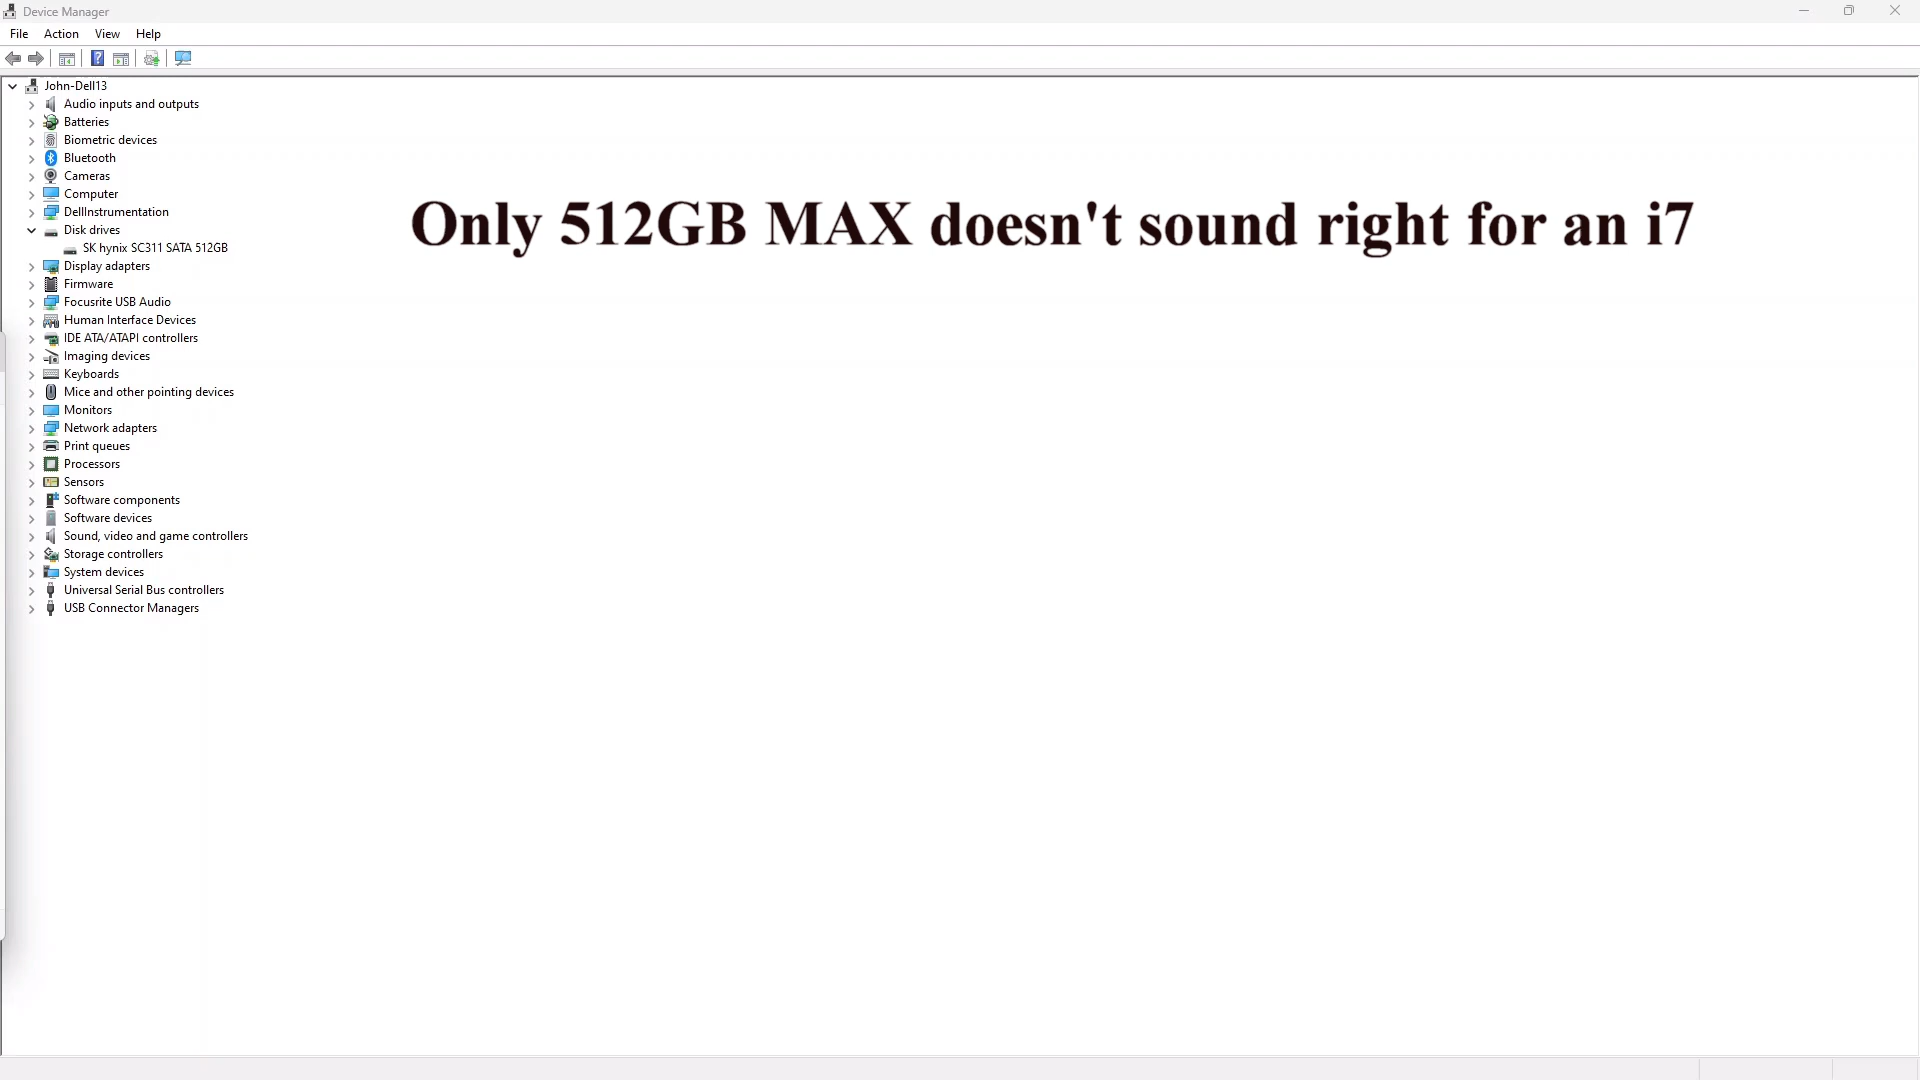 Device Manager
File Action View Help
John-Dell13
Audio inputs and outputs
Batteries
Biometric devices
Bluetooth
Cameras
Computer
DellInstrumentation
Disk drives
SK hynix SC311 SATA 512GB
Display adapters
Firmware
Focusrite USB Audio
Human Interface Devices
IDE ATA/ATAPI controllers
Imaging devices
Keyboards
Mice and other pointing devices
Monitors
Network adapters
Print queues
Processors
Sensors
Software components
Software devices
Sound, video and game controllers
Storage controllers
System devices
Universal Serial Bus controllers
USB Connector Managers
Only 512GB MAX doesn't sound right for an i7